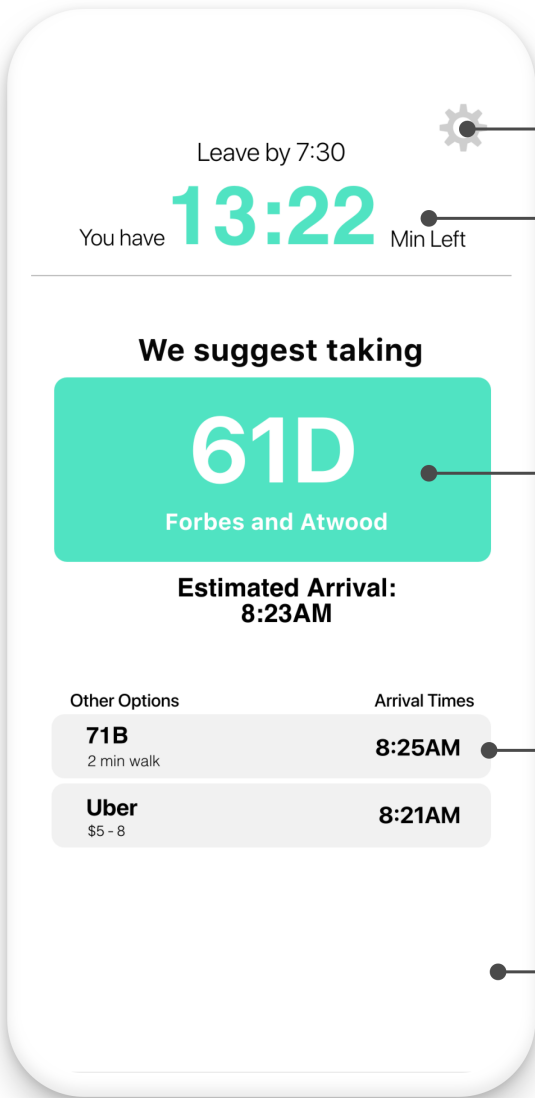 Leave by 7:30
You have 13:22 Min Left
We suggest taking
61D
Forbes and Atwood
Estimated Arrival:
8:23AM
Other Options Arrival Times
71B
2 min walk
8:25AM
Uber
$5 - 8
8:21AM